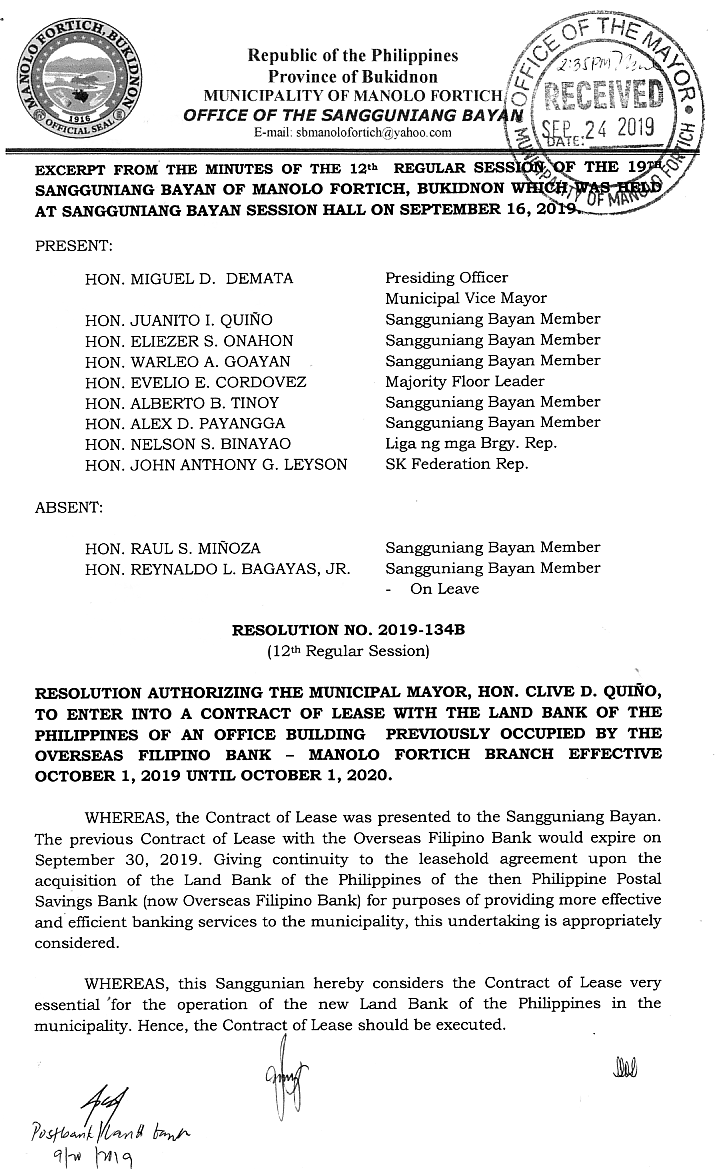 MANOLO FORTICH, BUKIDNON
1916
OFFICIAL SEAL
Republic of the Philippines
Province of Bukidnon
MUNICIPALITY OF MANOLO FORTICH
OFFICE OF THE SANGGUNIANG BAYAN
E-mail: sbmanolofortich@yahoo.com
OFFICE OF THE MAYOR
2:35PM
RECEIVED
SEP 24 2019
DATE:
MUNICIPALITY OF MANOLO FORTICH
EXCERPT FROM THE MINUTES OF THE 12th REGULAR SESSION OF THE 19TH
SANGGUNIANG BAYAN OF MANOLO FORTICH, BUKIDNON WHICH WAS HELD
AT SANGGUNIANG BAYAN SESSION HALL ON SEPTEMBER 16, 2019.
PRESENT:
HON. MIGUEL D. DEMATA Presiding Officer
Municipal Vice Mayor
HON. JUANITO I. QUIÑO Sangguniang Bayan Member
HON. ELIEZER S. ONAHON Sangguniang Bayan Member
HON. WARLEO A. GOAYAN Sangguniang Bayan Member
HON. EVELIO E. CORDOVEZ Majority Floor Leader
HON. ALBERTO B. TINOY Sangguniang Bayan Member
HON. ALEX D. PAYANGGA Sangguniang Bayan Member
HON. NELSON S. BINAYAO Liga ng mga Brgy. Rep.
HON. JOHN ANTHONY G. LEYSON SK Federation Rep.
ABSENT:
HON. RAUL S. MIÑOZA Sangguniang Bayan Member
HON. REYNALDO L. BAGAYAS, JR. Sangguniang Bayan Member
- On Leave
RESOLUTION NO. 2019-134B
(12th Regular Session)
RESOLUTION AUTHORIZING THE MUNICIPAL MAYOR, HON. CLIVE D. QUIÑO,
TO ENTER INTO A CONTRACT OF LEASE WITH THE LAND BANK OF THE
PHILIPPINES OF AN OFFICE BUILDING PREVIOUSLY OCCUPIED BY THE
OVERSEAS FILIPINO BANK – MANOLO FORTICH BRANCH EFFECTIVE
OCTOBER 1, 2019 UNTIL OCTOBER 1, 2020.
WHEREAS, the Contract of Lease was presented to the Sangguniang Bayan.
The previous Contract of Lease with the Overseas Filipino Bank would expire on
September 30, 2019. Giving continuity to the leasehold agreement upon the
acquisition of the Land Bank of the Philippines of the then Philippine Postal
Savings Bank (now Overseas Filipino Bank) for purposes of providing more effective
and efficient banking services to the municipality, this undertaking is appropriately
considered.
WHEREAS, this Sanggunian hereby considers the Contract of Lease very
essential for the operation of the new Land Bank of the Philippines in the
municipality. Hence, the Contract of Lease should be executed.
Postbank/Land bank